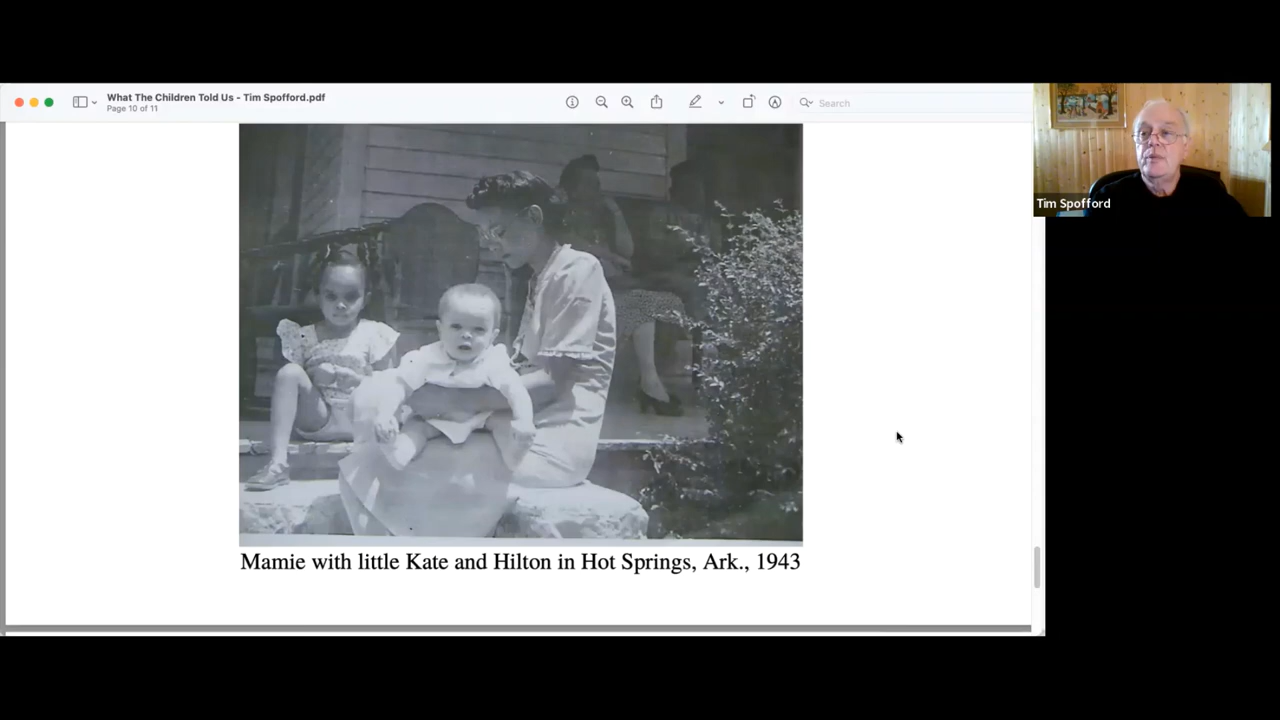 What The Children Told Us - Tim Spofford.pdf
Page 10 of 11
Search
Tim Spofford
Mamie with little Kate and Hilton in Hot Springs, Ark., 1943